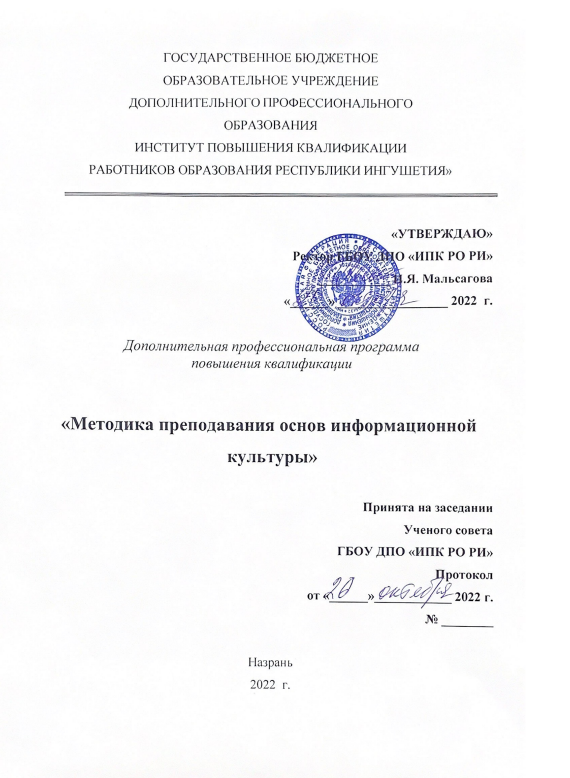 ГОСУДАРСТВЕННОЕ БЮДЖЕТНОЕ
ОБРАЗОВАТЕЛЬНОЕ УЧРЕЖДЕНИЕ
ДОПОЛНИТЕЛЬНОГО ПРОФЕССИОНАЛЬНОГО
ОБРАЗОВАНИЯ
ИНСТИТУТ ПОВЫШЕНИЯ КВАЛИФИКАЦИИ
РАБОТНИКОВ ОБРАЗОВАНИЯ РЕСПУБЛИКИ ИНГУШЕТИЯ»
«УТВЕРЖДАЮ»
Ректор ГБОУ ДПО «ИПК РО РИ»
Н.Я. Мальсагова
« » 2022 г.
Дополнительная профессиональная программа
повышения квалификации
«Методика преподавания основ информационной
культуры»
Принята на заседании
Ученого совета
ГБОУ ДПО «ИПК РО РИ»
Протокол
от « » октября 2022 г.
№ ________
Назрань
2022 г.